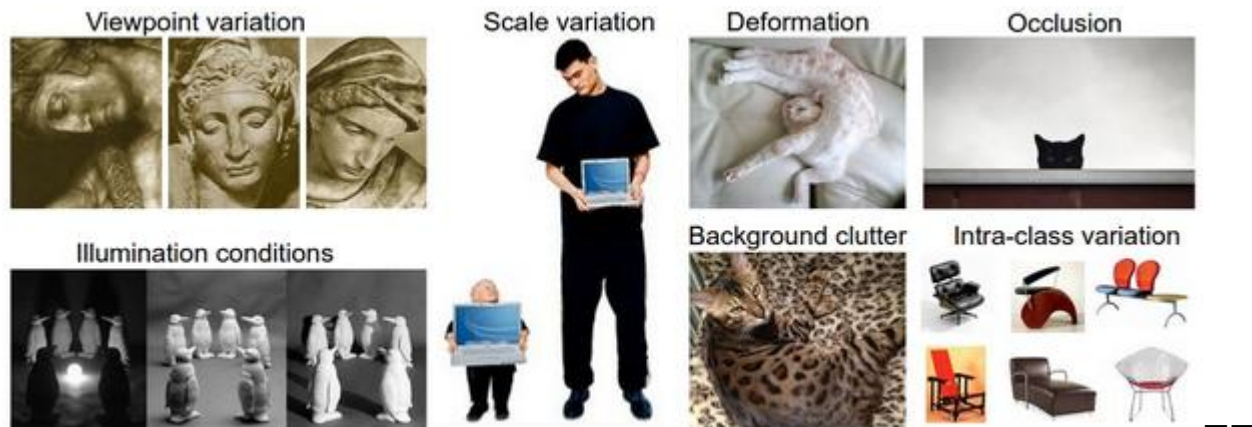 Viewpoint variation
Scale variation
Deformation
Occlusion
Illumination conditions
Background clutter
Intra-class variation